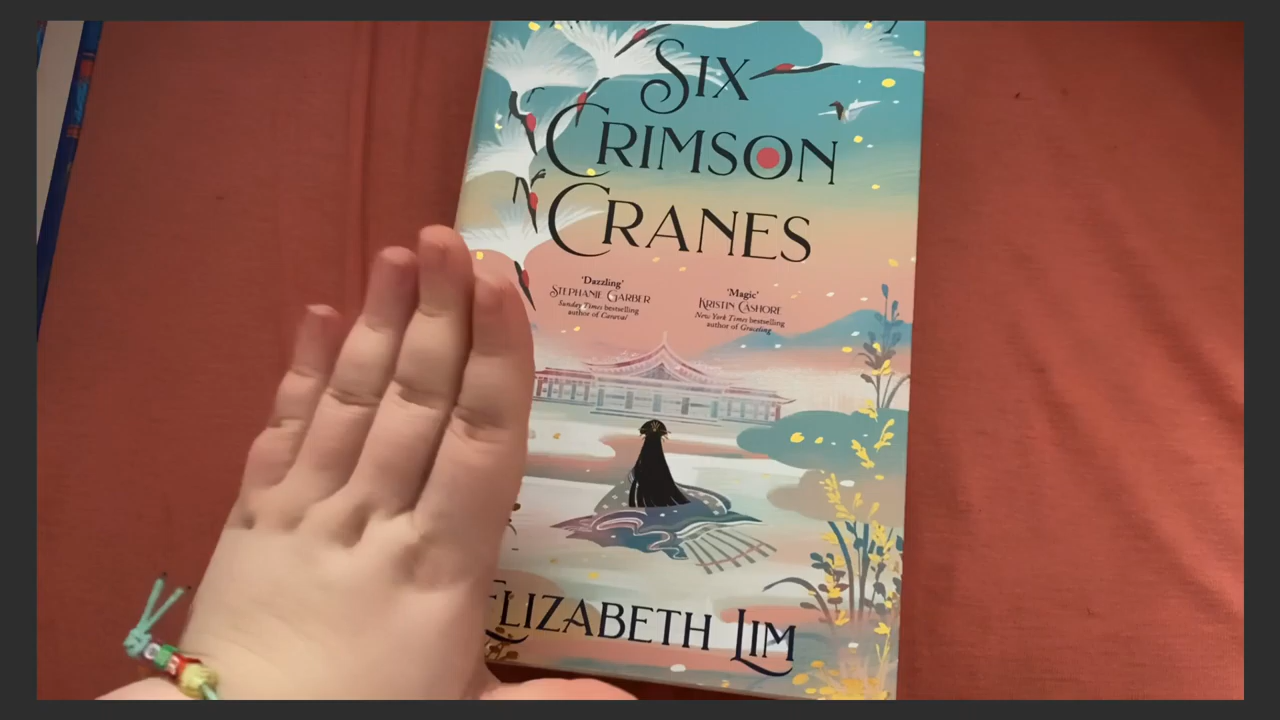 SIX
CRIMSON
CRANES
'Dazzling'
STEPHANIE GARBER
Sunday Times bestselling
author of Caraval
'Magic'
KRISTIN CASHORE
New York Times bestselling
author of Graceling
ELIZABETH LIM